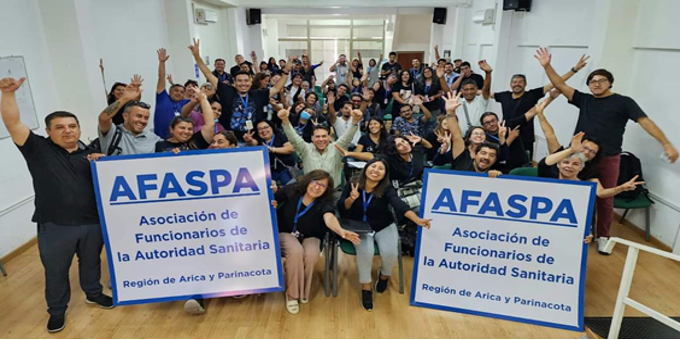 AFASPA
Asociación de
Funcionarios de
la Autoridad Sanitaria
Región de Arica y Parinacota
AFASPA
Asociación de
Funcionarios de
la Autoridad Sanitaria
Región de Arica y Parinacota